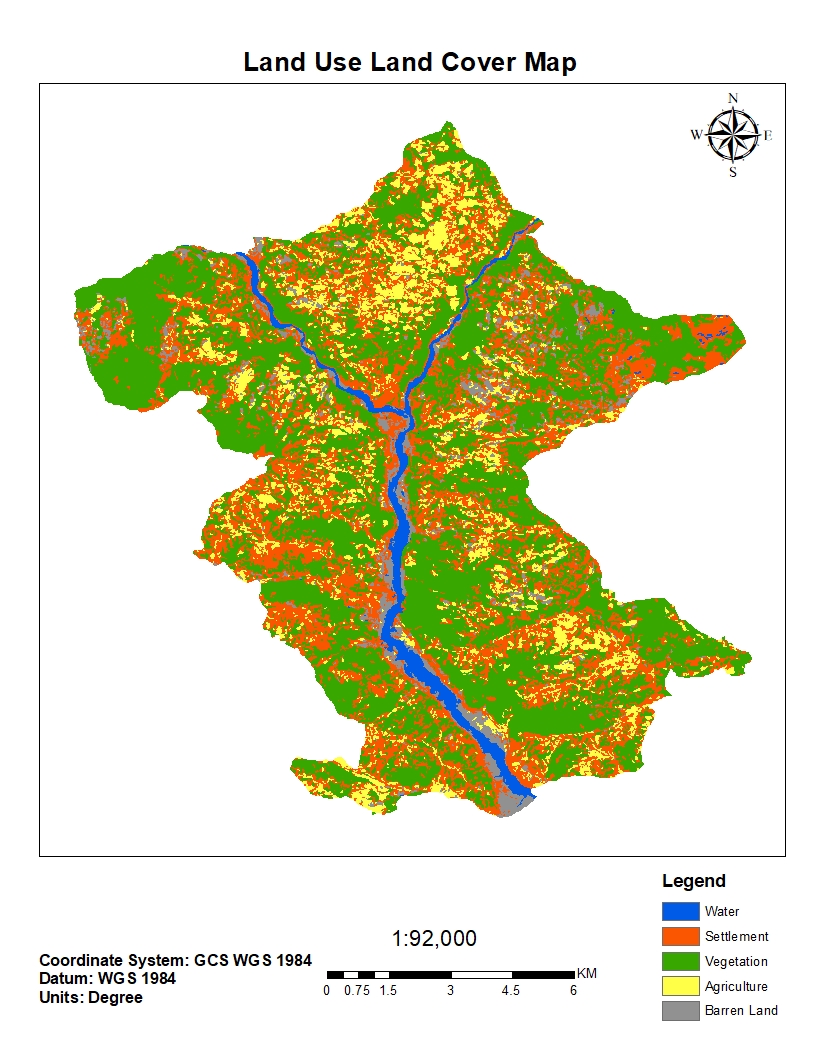 Land Use Land Cover Map
N
W E
S
Legend
Water
Settlement
Vegetation
Agriculture
Barren Land
1:92,000
KM
0 0.75 1.5 3 4.5 6
Coordinate System: GCS WGS 1984
Datum: WGS 1984
Units: Degree